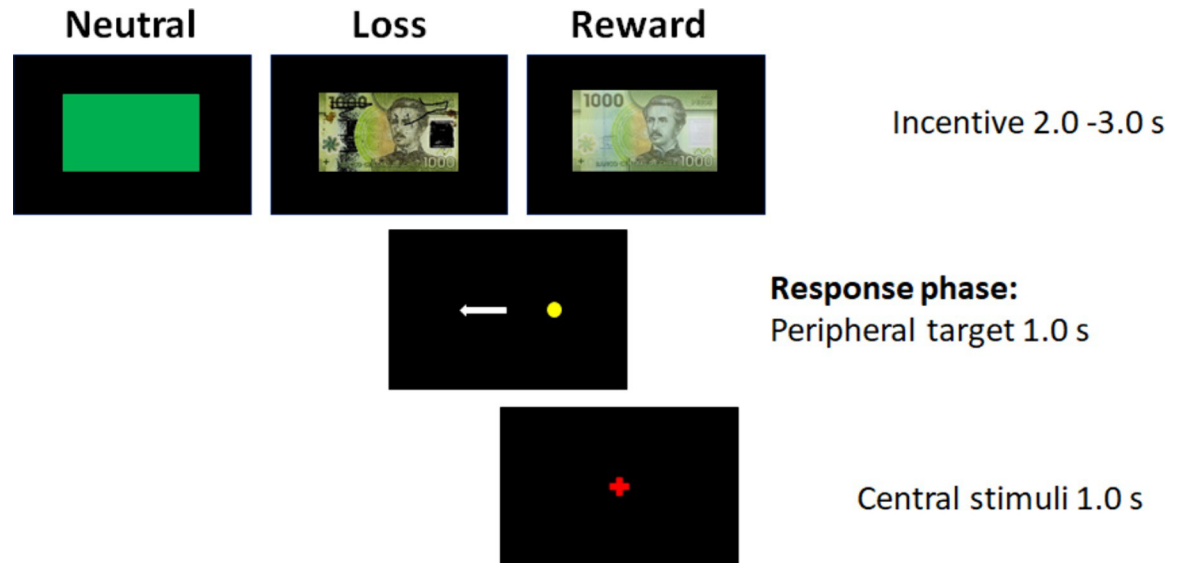 Neutral Loss Reward
1000 1000
1000 1000
Incentive 2.0 -3.0 s
Response phase:
Peripheral target 1.0 s
Central stimuli 1.0 s